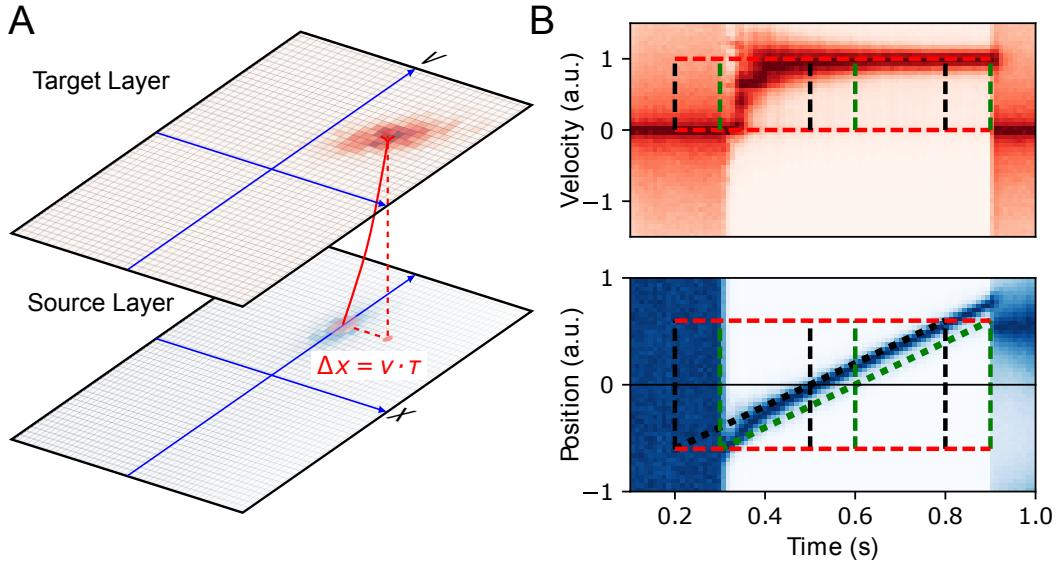 A
B
Target Layer
V
Source Layer
Δx = v · τ
X
Velocity (a.u.)
1
0
−1
Position (a.u.)
1
0
−1
0.2
0.4
0.6
0.8
1.0
Time (s)